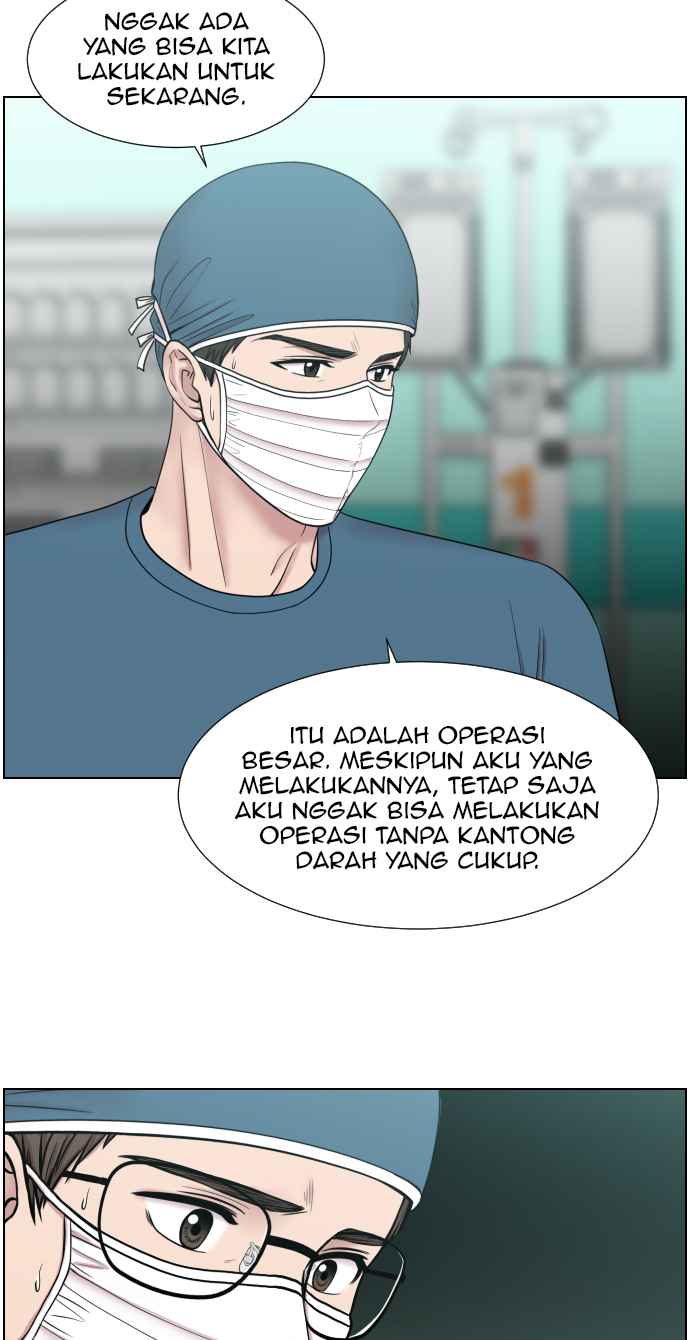 NGGAK ADA
YANG BISA KITA
LAKUKAN UNTUK
SEKARANG.
1
ITU ADALAH OPERASI
BESAR. MESKIPUN AKU YANG
MELAKUKANNYA, TETAP SAJA
AKU NGGAK BISA MELAKUKAN
OPERASI TANPA KANTONG
DARAH YANG CUKUP.